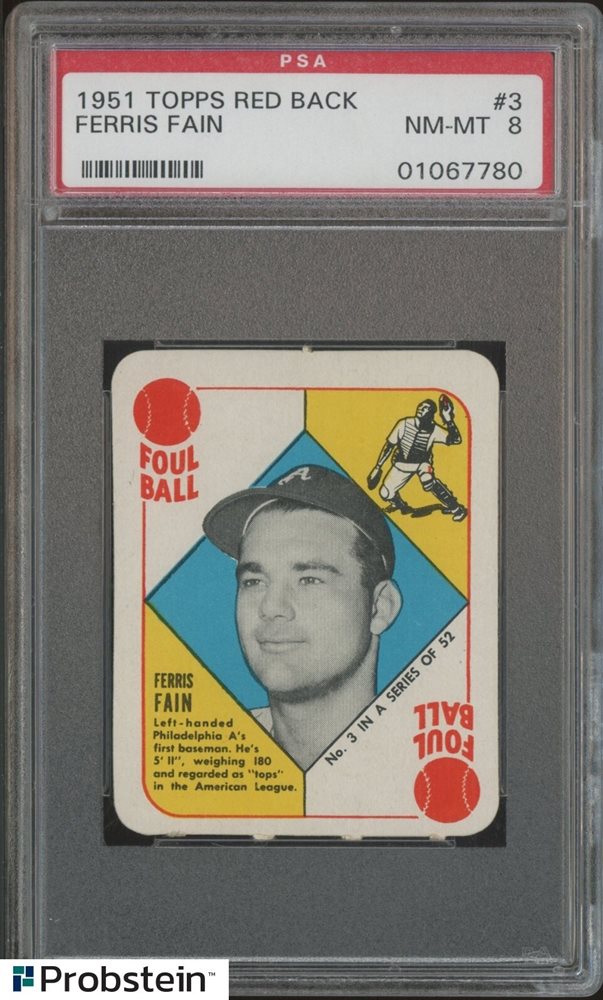 PSA
1951 TOPPS RED BACK #3
FERRIS FAIN NM-MT 8
01067780
FOUL
BALL
A
FERRIS
FAIN
Left-handed
Philadelphia A's
first baseman. He's
5' 11", weighing 180
and regarded as "tops"
in the American League.
No. 3 IN A SERIES OF 52
FOUL
BALL
Probstein™